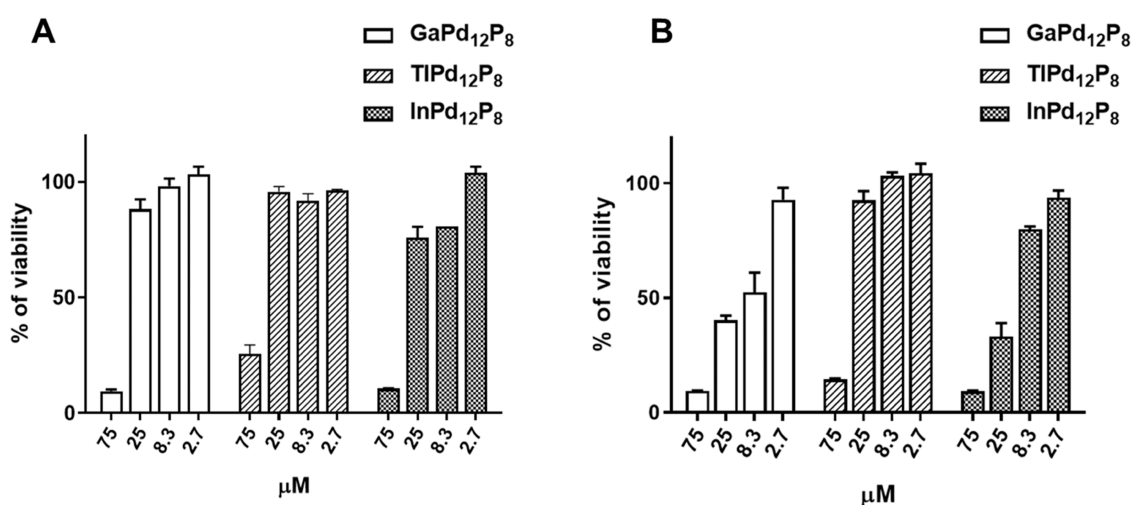 A
GaPd₁₂P₈
TlPd₁₂P₈
InPd₁₂P₈
% of viability
100
50
0
75 25 8.3 2.7 75 25 8.3 2.7 75 25 8.3 2.7
μM
B
GaPd₁₂P₈
TlPd₁₂P₈
InPd₁₂P₈
% of viability
100
50
0
75 25 8.3 2.7 75 25 8.3 2.7 75 25 8.3 2.7
μM